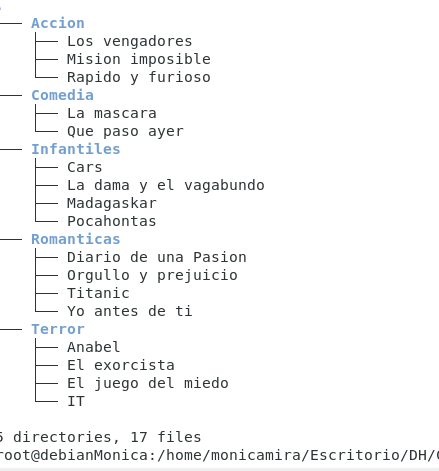 Accion
Los vengadores
Mision imposible
Rapido y furioso
Comedia
La mascara
Que paso ayer
Infantiles
Cars
La dama y el vagabundo
Madagaskar
Pocahontas
Romanticas
Diario de una Pasion
Orgullo y prejuicio
Titanic
Yo antes de ti
Terror
Anabel
El exorcista
El juego del miedo
IT
5 directories, 17 files
root@debianMonica:/home/monicamira/Escritorio/DH/